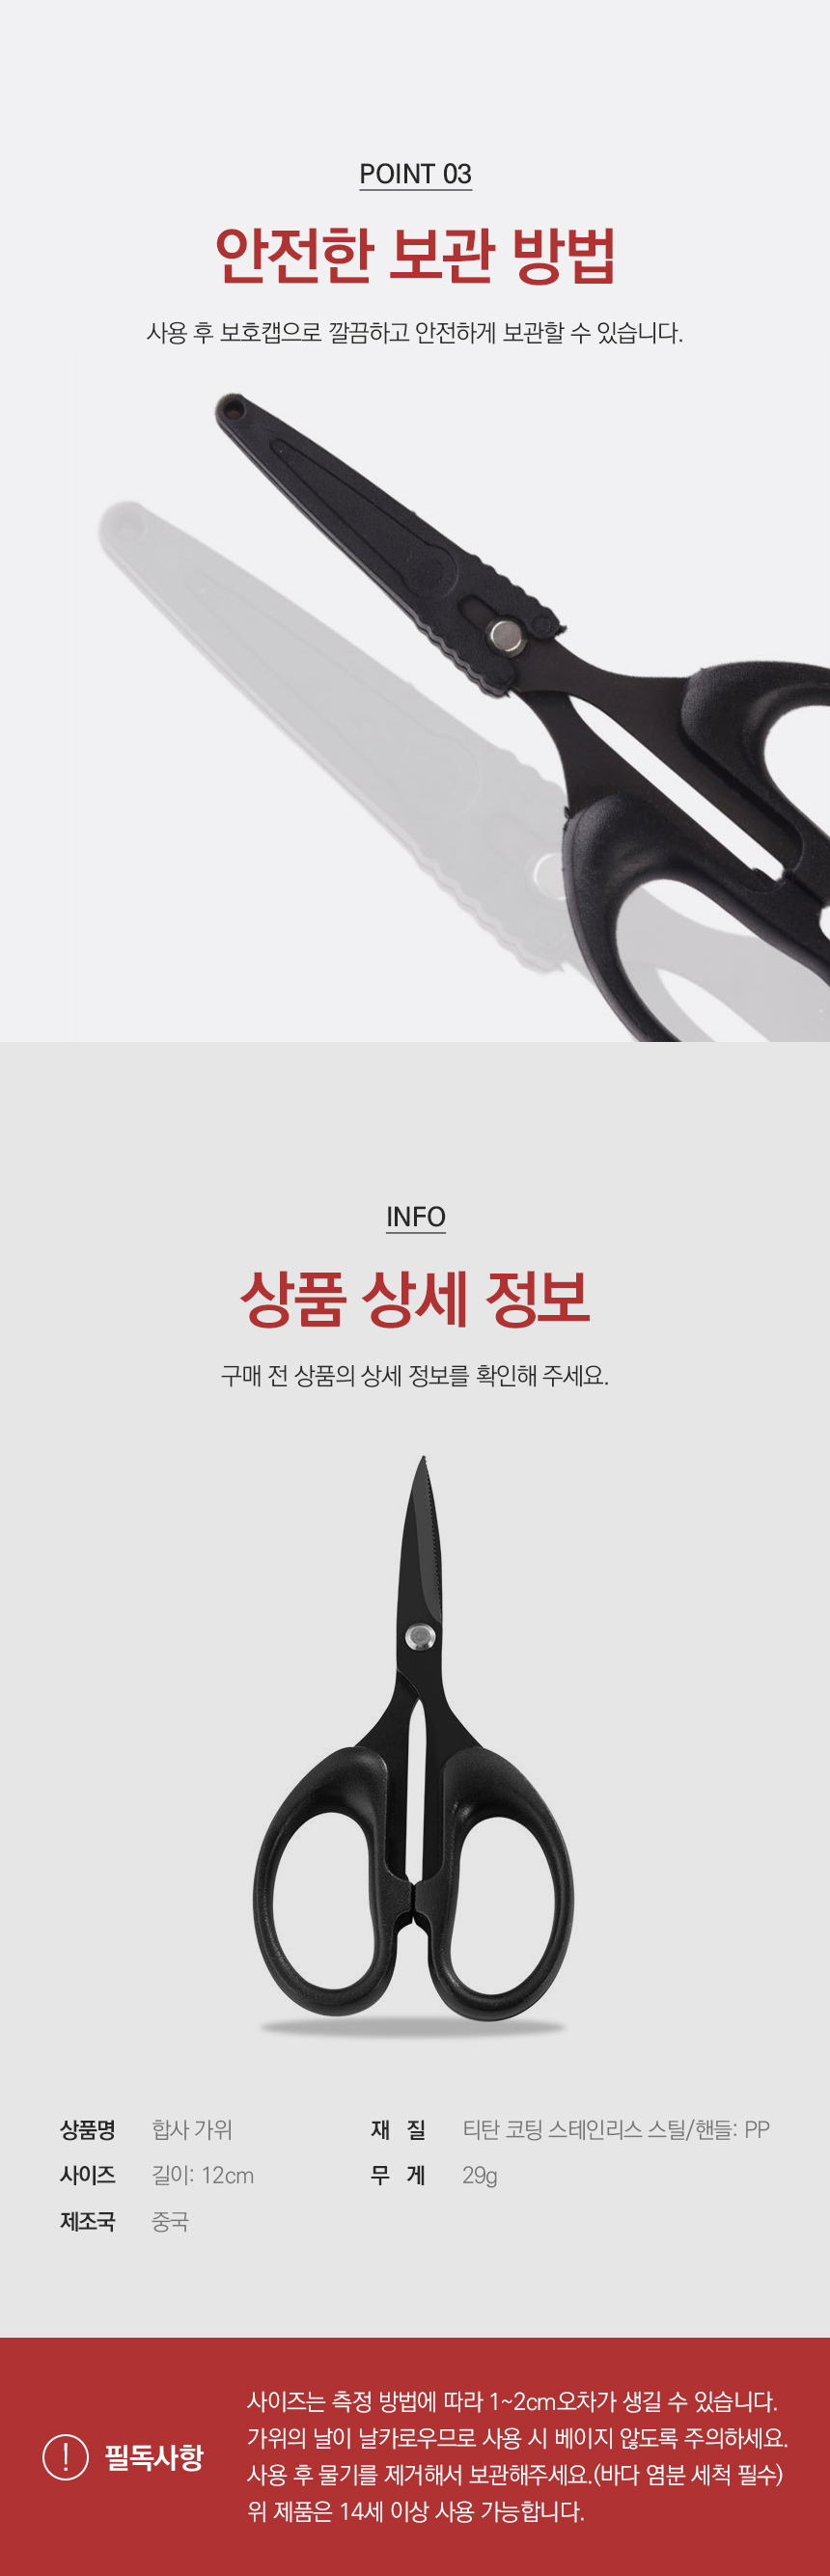 POINT 03
안전한 보관 방법
사용 후 보호캡으로 깔끔하고 안전하게 보관할 수 있습니다.
INFO
상품 상세 정보
구매 전 상품의 상세 정보를 확인해 주세요.
상품명 합사 가위 재 질 티탄 코팅 스테인리스 스틸/핸들: PP
사이즈 길이: 12cm 무 게 29g
제조국 중국
필독사항
사이즈는 측정 방법에 따라 1~2cm오차가 생길 수 있습니다.
가위의 날이 날카로우므로 사용 시 베이지 않도록 주의하세요.
사용 후 물기를 제거해서 보관해주세요.(바다 염분 세척 필수)
위 제품은 14세 이상 사용 가능합니다.